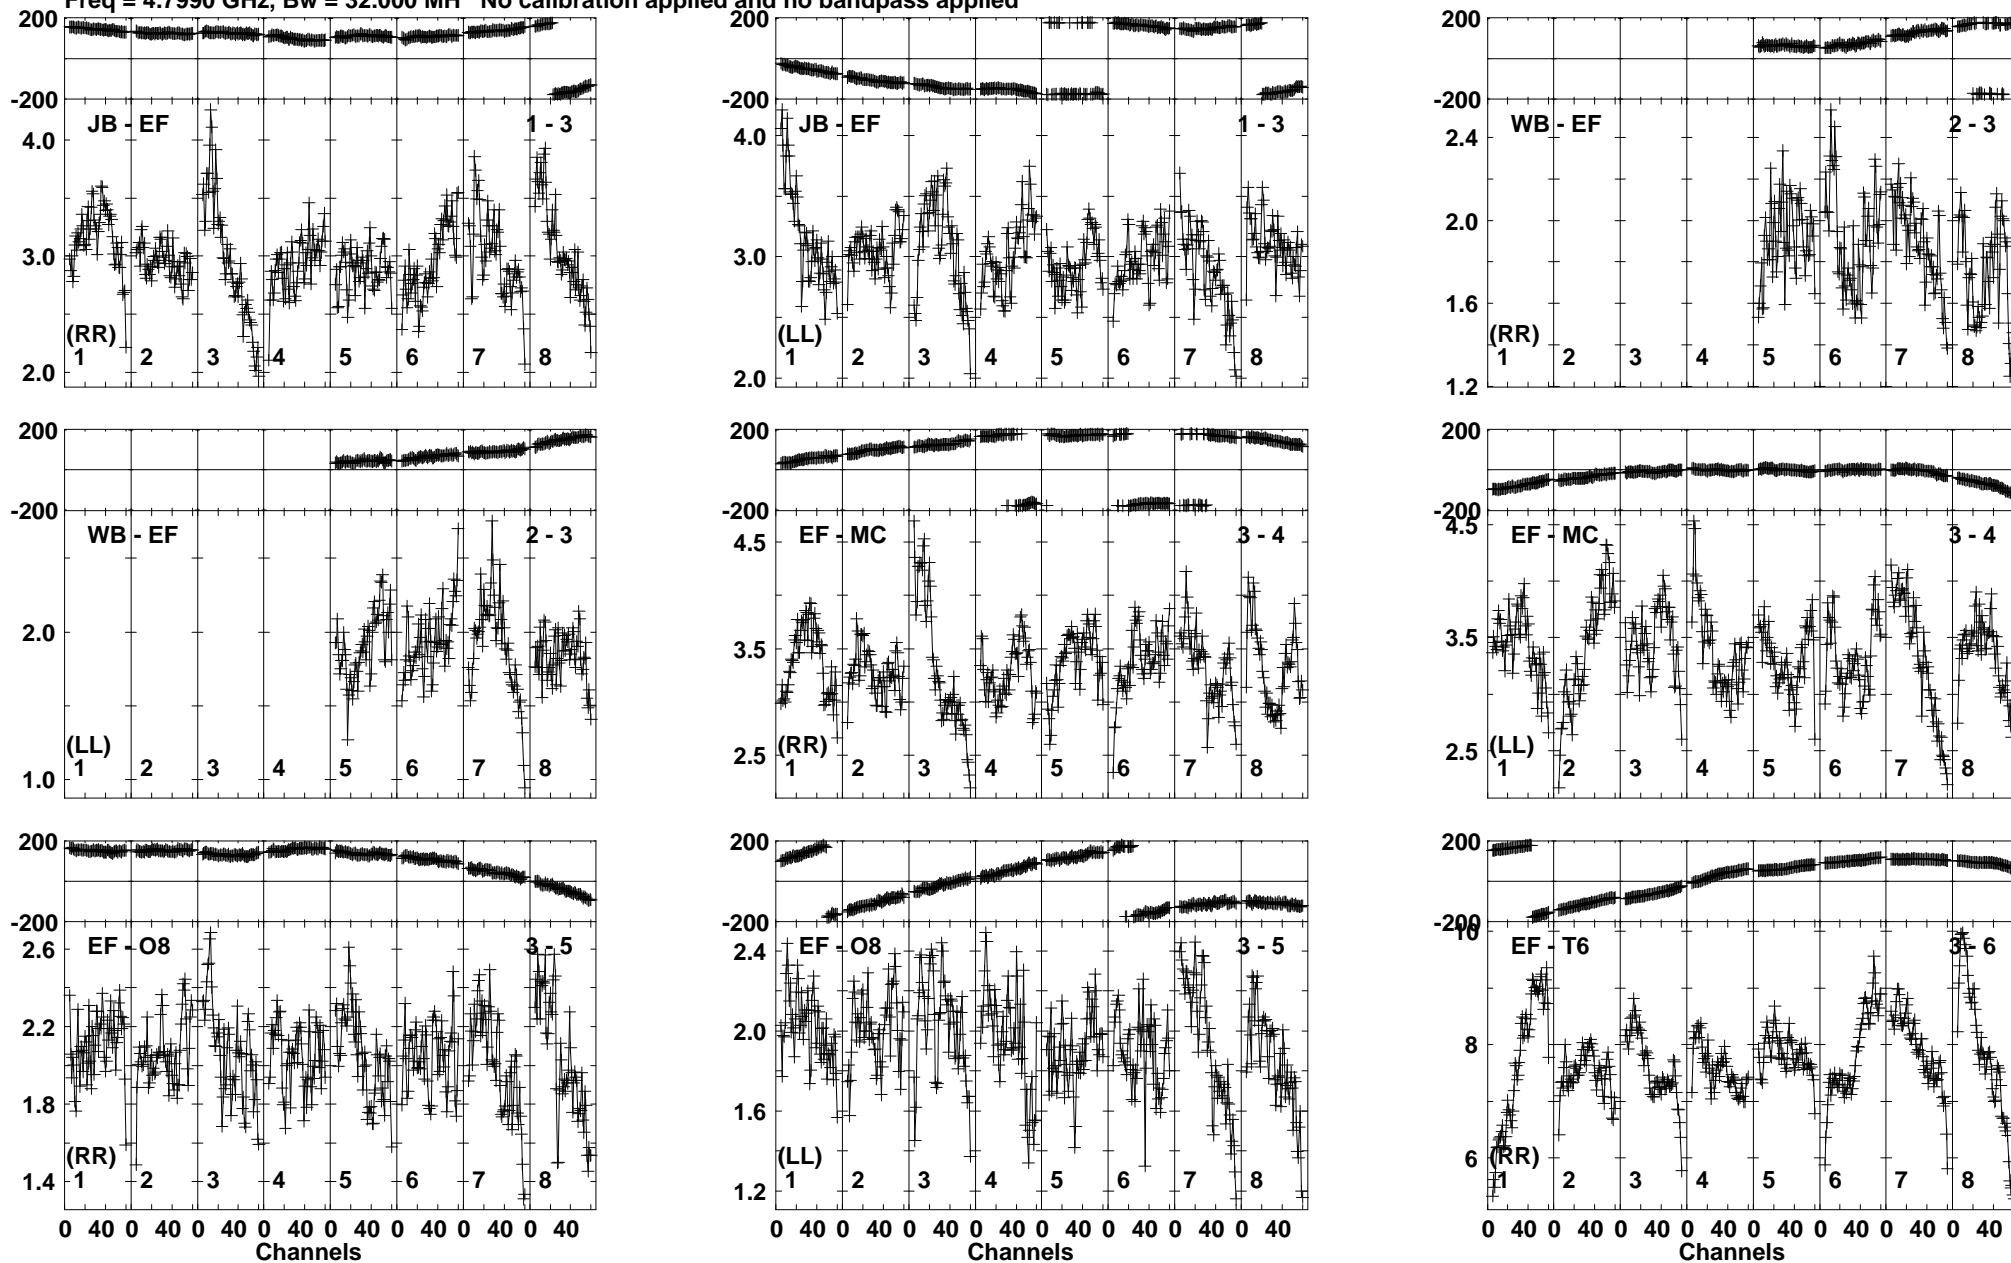 Freq = 4.7990 GHz, Bw = 32.000 MH No calibration applied and no bandpass applied
200 200 200
-200 -200 -200
JB - EF 1 - 3 JB - EF 1 - 3 WB - EF 2 - 3
4.0 4.0 2.4
3.0 3.0 2.0
1.6
(RR) (LL) (RR)
1 2 3 4 5 6 7 8 1 2 3 4 5 6 7 8 1 2 3 4 5 6 7 8
2.0 2.0 1.2
200 200 200
-200 -200 -200
WB - EF 2 - 3 EF - MC 3 - 4 EF - MC 3 - 4
4.5 4.5
2.0 3.5 3.5
(LL) (RR) (LL)
2.5 2.5
1 2 3 4 5 6 7 8 1 2 3 4 5 6 7 8 1 2 3 4 5 6 7 8
1.0
200 200 200
-200 -200 -200
EF - O8 3 - 5 EF - O8 3 - 5 EF - T6 3 - 6
2.6 2.4 10
2.2 2.0 8
1.8 1.6
(RR) (LL) (RR)
6
1 2 3 4 5 6 7 8 1 2 3 4 5 6 7 8 1 2 3 4 5 6 7 8
1.4 1.2
0 40 0 40 0 40 0 40 0 40 0 40 0 40 0 40 0 40 0 40 0 40 0 40 0 40 0 40 0 40 0 40 0 40 0 40 0 40 0 40 0 40 0 40 0 40 0 40
Channels Channels Channels